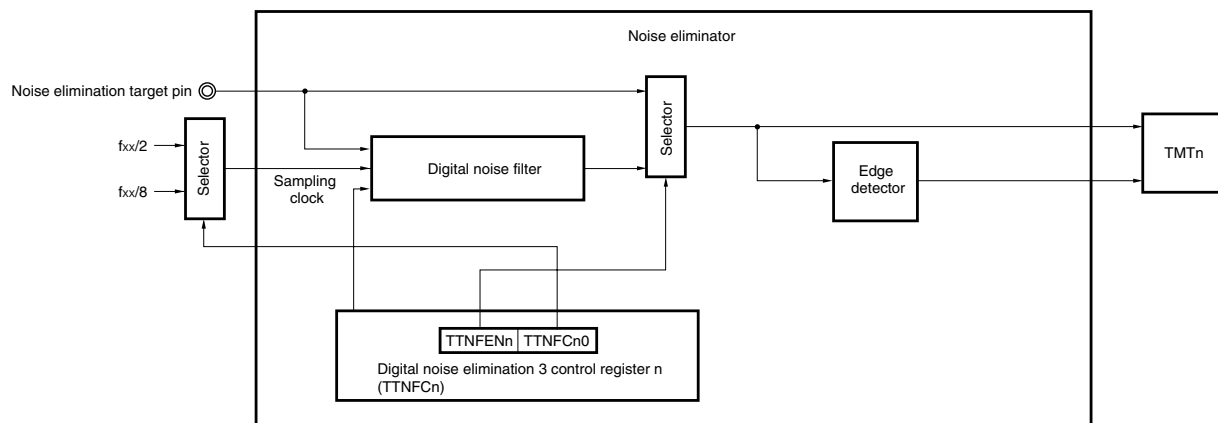 Noise eliminator
Noise elimination target pin
fxx/2
fxx/8
Selector
Sampling
clock
Digital noise filter
Selector
Edge
detector
TMTn
TTNFENn TTNFCn0
Digital noise elimination 3 control register n
(TTNFCn)